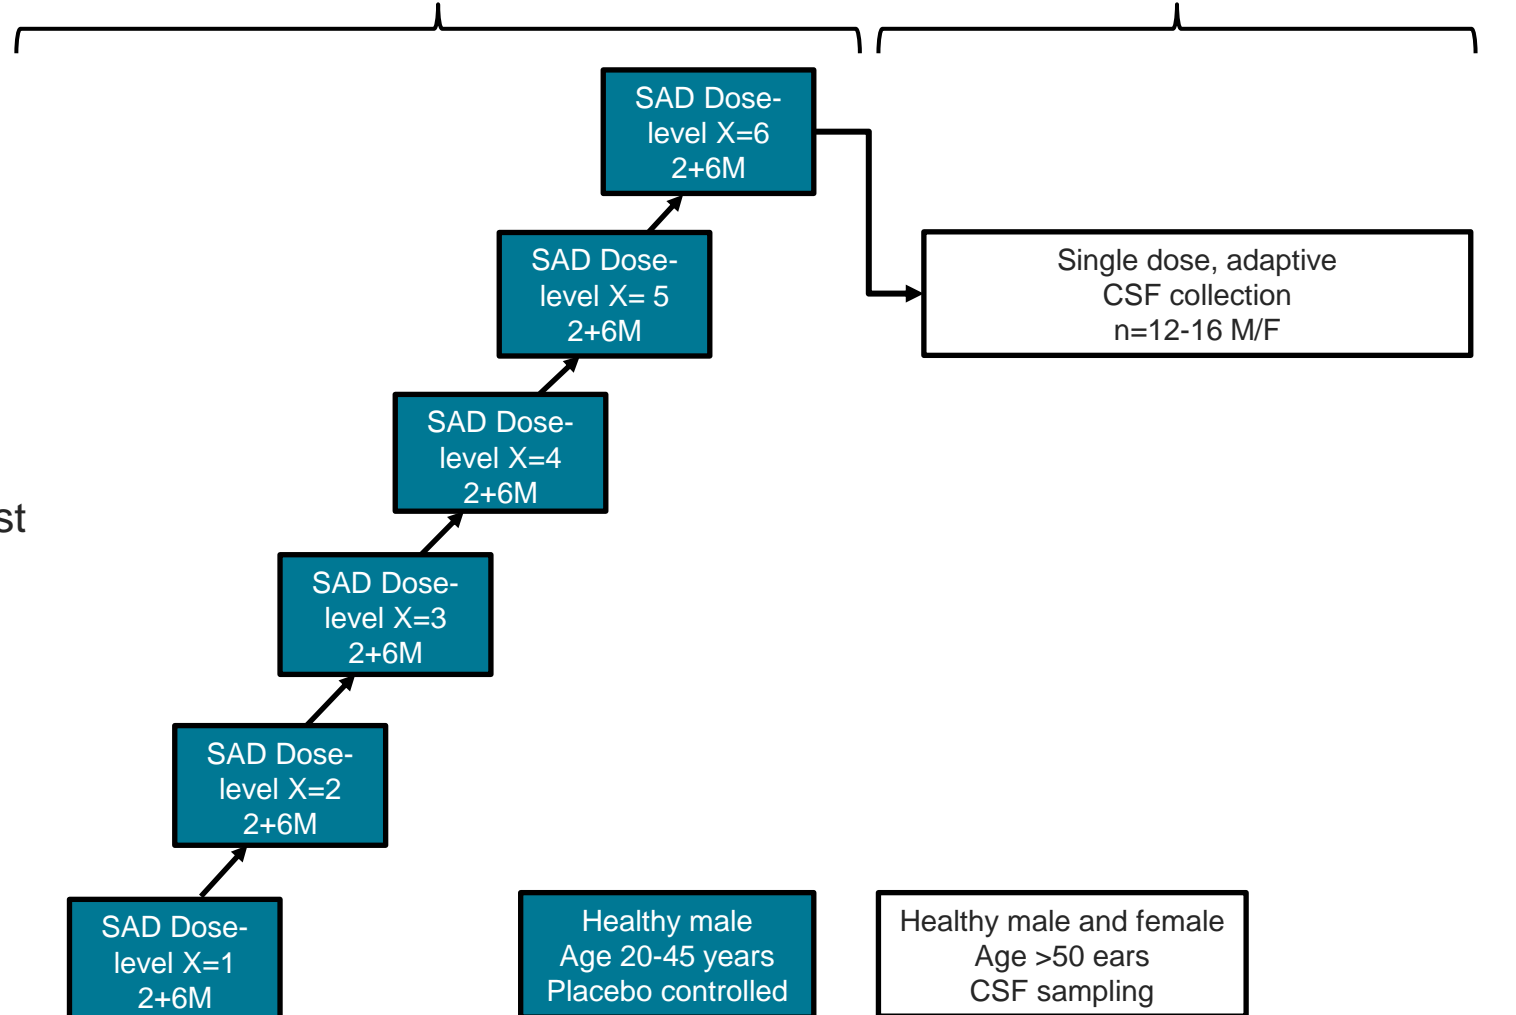 SAD Dose-
level X=6
2+6M
SAD Dose-
level X= 5
2+6M
Single dose, adaptive
CSF collection
n=12-16 M/F
SAD Dose-
level X=4
2+6M
st
SAD Dose-
level X=3
2+6M
SAD Dose-
level X=2
2+6M
SAD Dose-
level X=1
2+6M
Healthy male
Age 20-45 years
Placebo controlled
Healthy male and female
Age >50 ears
CSF sampling